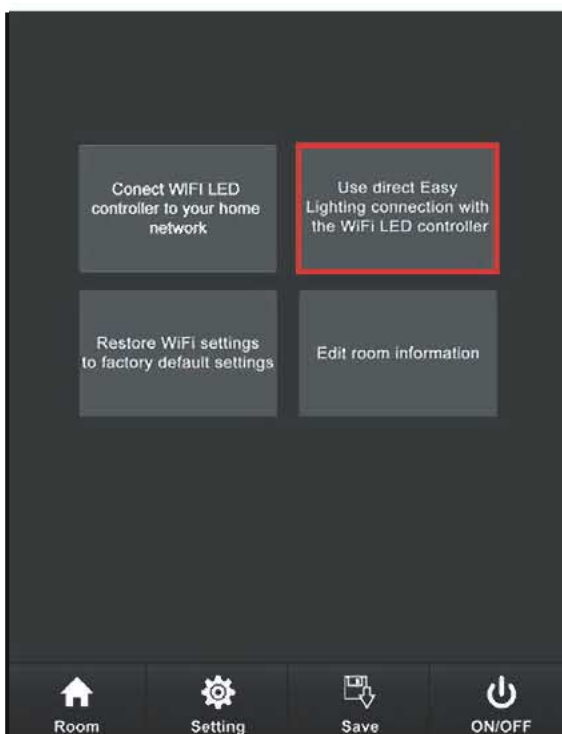 Conect WIFI LED
controller to your home
network
Use direct Easy
Lighting connection with
the WiFi LED controller
Restore WiFi settings
to factory default settings
Edit room information
Room
Setting
Save
ON/OFF